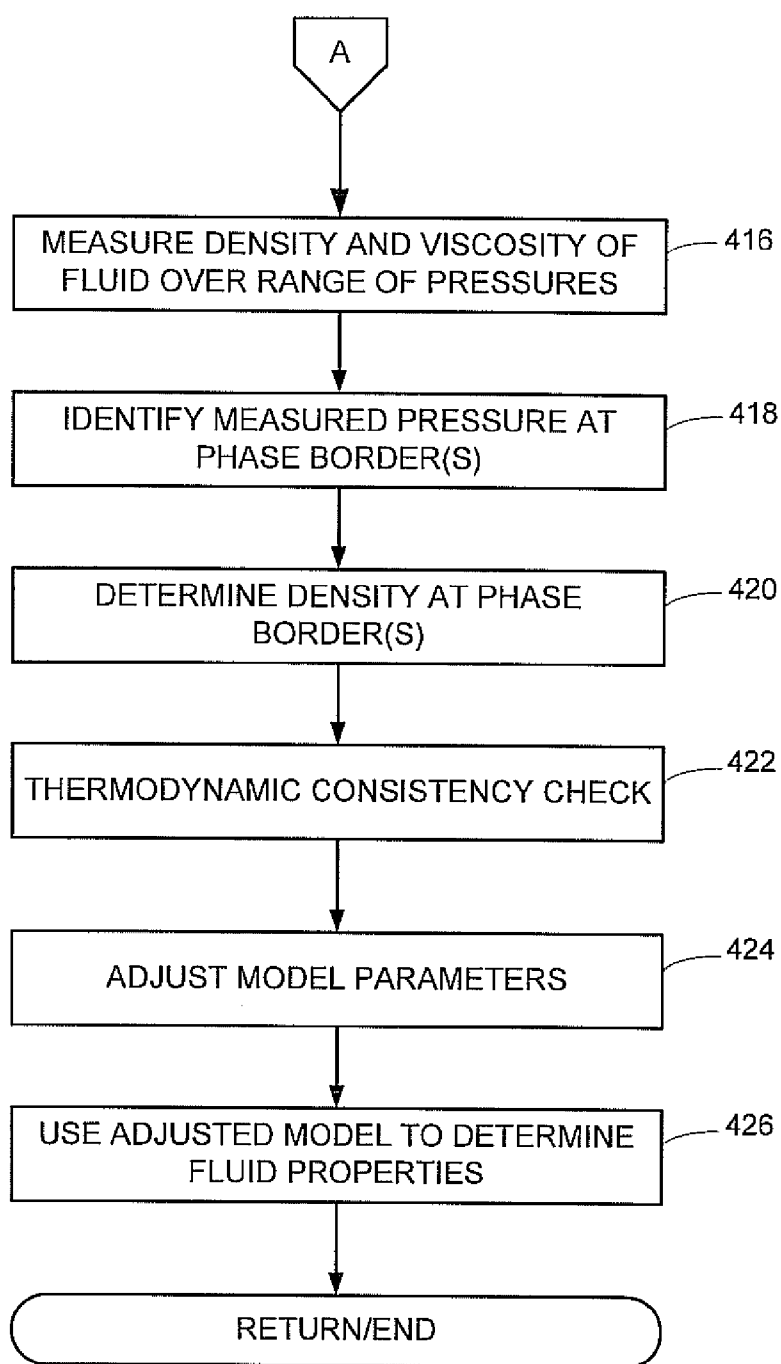 A
MEASURE DENSITY AND VISCOSITY OF
FLUID OVER RANGE OF PRESSURES
416
IDENTIFY MEASURED PRESSURE AT
PHASE BORDER(S)
418
DETERMINE DENSITY AT PHASE
BORDER(S)
420
THERMODYNAMIC CONSISTENCY CHECK
422
ADJUST MODEL PARAMETERS
424
USE ADJUSTED MODEL TO DETERMINE
FLUID PROPERTIES
426
RETURN/END